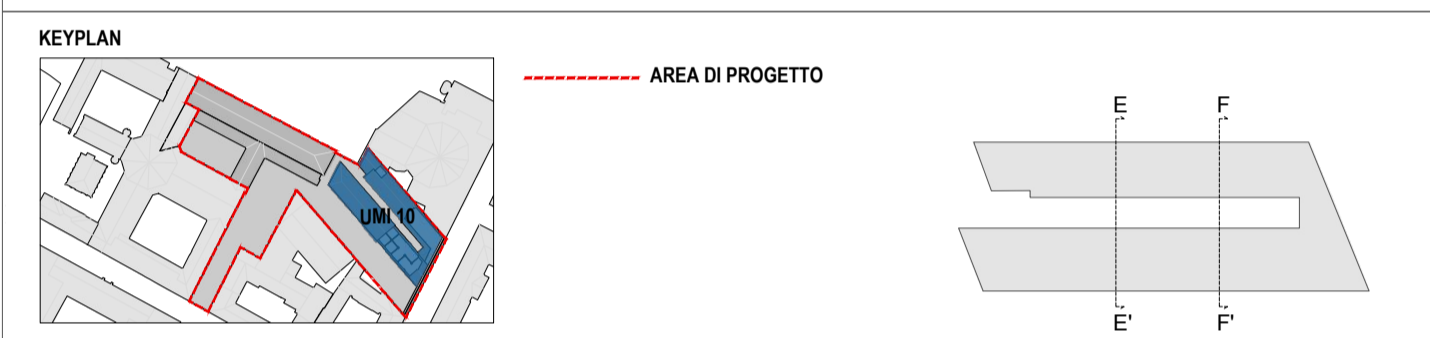 KEYPLAN
AREA DI PROGETTO
UMI 10
E F
E' F'